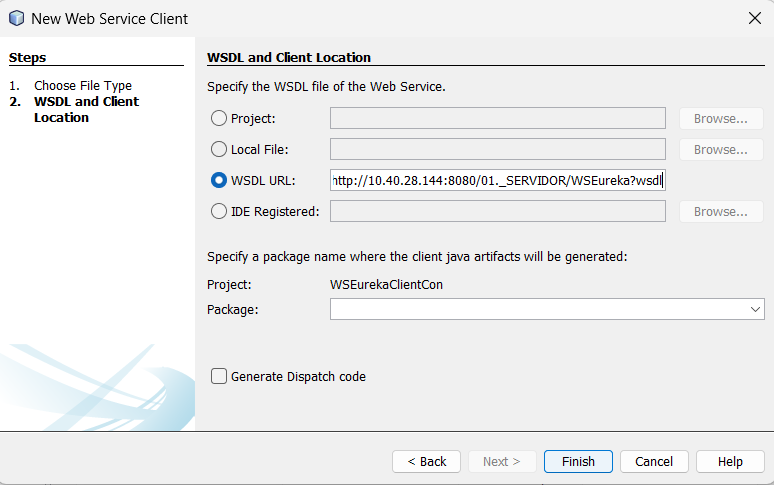 New Web Service Client
Steps
1. Choose File Type
2. WSDL and Client
Location
WSDL and Client Location
Specify the WSDL file of the Web Service.
Project: Browse...
Local File: Browse...
WSDL URL: http://10.40.28.144:8080/01._SERVIDOR/WSEureka?wsdl
IDE Registered: Browse...
Specify a package name where the client java artifacts will be generated:
Project: WSEurekaClientCon
Package:
Generate Dispatch code
< Back Next > Finish Cancel Help